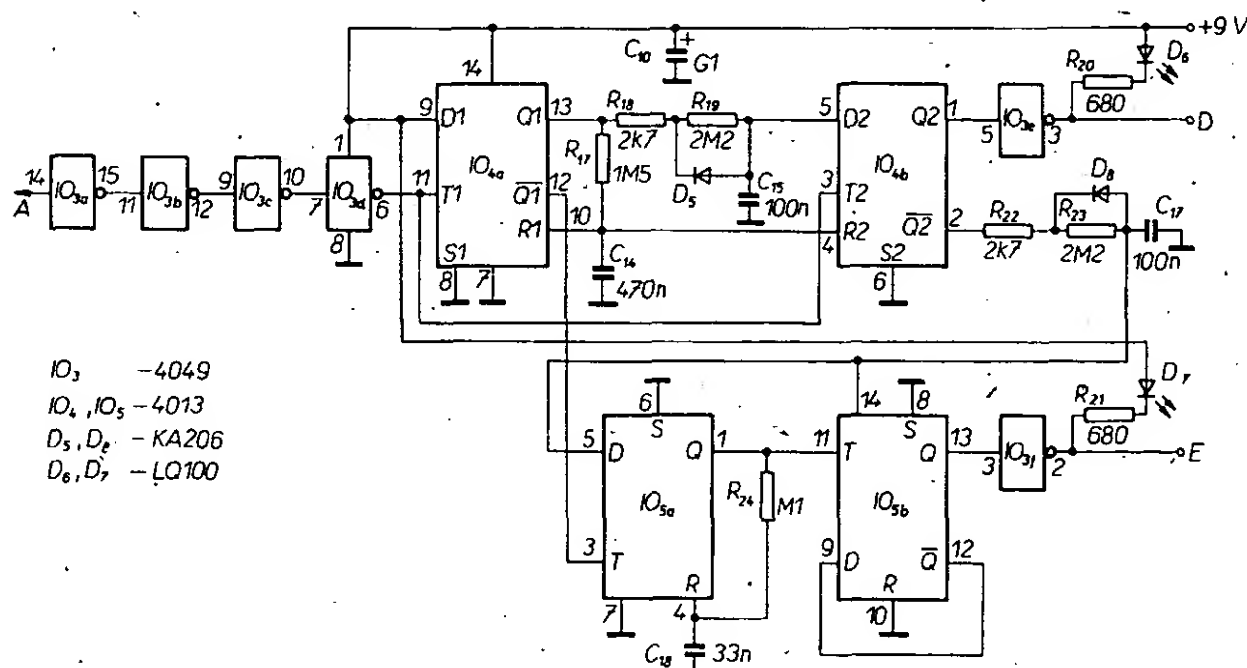 +9 V
C10
+
G1
D6
R20
680
14
9
D1
Q1
13
R18
2k7
R19
2M2
5
D2
Q2
1
5
IO3e
3
D
R17
1M5
D5
C15
100n
1
14
A
IO3a
15
11
IO3b
12
9
IO3c
10
7
IO3d
6
8
11
T1
IO4a
Q1
12
10
R1
S1
8
7
C14
470n
3
T2
IO4b
4
R2
Q2
2
S2
6
R22
2k7
D8
R23
2M2
C17
100n
IO3 -4049
IO4, IO5 -4013
D5, D8 -KA206
D6, D7 -LQ100
6
S
5
D
Q
1
IO5a
3
T
R
7
4
R24
M1
C18
33n
14
8
S
11
T
Q
13
IO5b
9
D
Q
12
R
10
3
IO3f
2
R21
680
D7
E